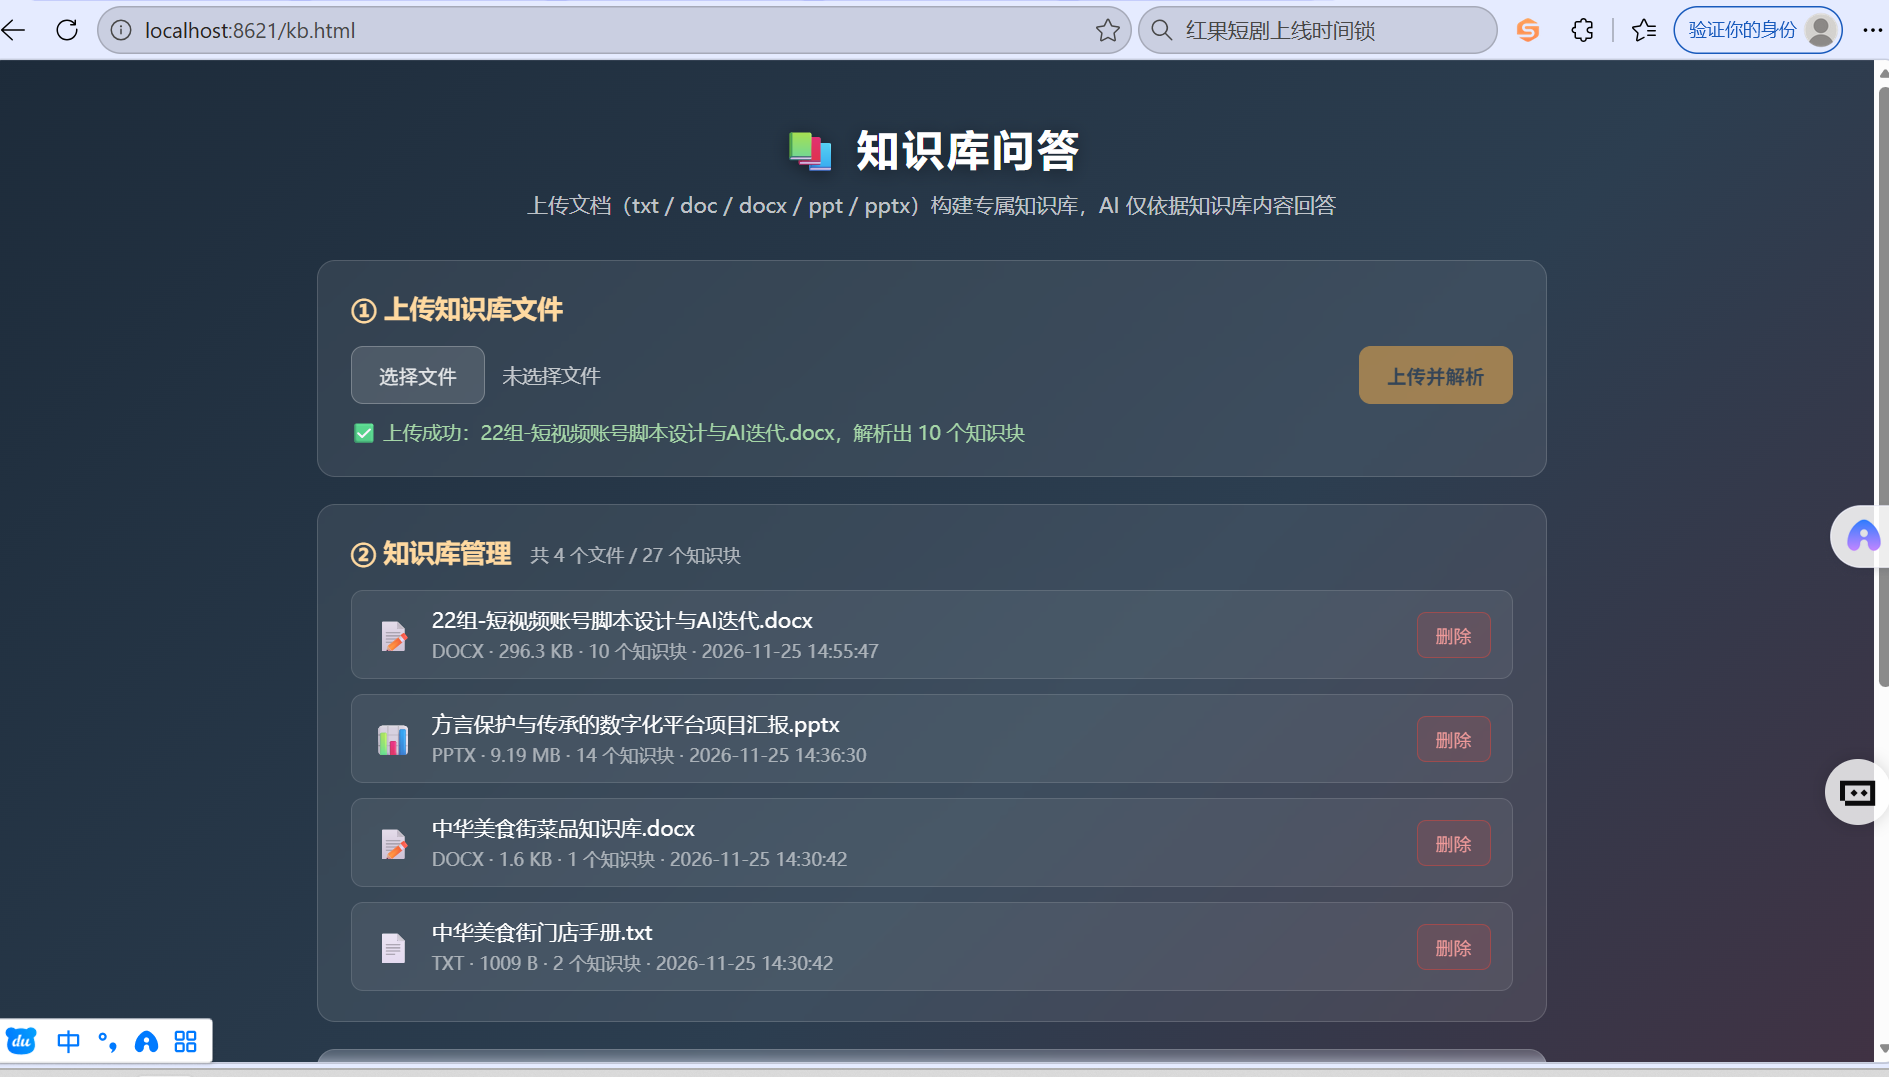 localhost:8621/kb.html
红果短剧上线时间锁
验证你的身份
知识库问答
上传文档（txt / doc / docx / ppt / pptx）构建专属知识库，AI 仅依据知识库内容回答
① 上传知识库文件
选择文件
未选择文件
上传并解析
上传成功：22组-短视频账号脚本设计与AI迭代.docx，解析出 10 个知识块
② 知识库管理
共 4 个文件 / 27 个知识块
22组-短视频账号脚本设计与AI迭代.docx
DOCX · 296.3 KB · 10 个知识块 · 2026-11-25 14:55:47
删除
方言保护与传承的数字化平台项目汇报.pptx
PPTX · 9.19 MB · 14 个知识块 · 2026-11-25 14:36:30
删除
中华美食街菜品知识库.docx
DOCX · 1.6 KB · 1 个知识块 · 2026-11-25 14:30:42
删除
中华美食街门店手册.txt
TXT · 1009 B · 2 个知识块 · 2026-11-25 14:30:42
删除
du
中